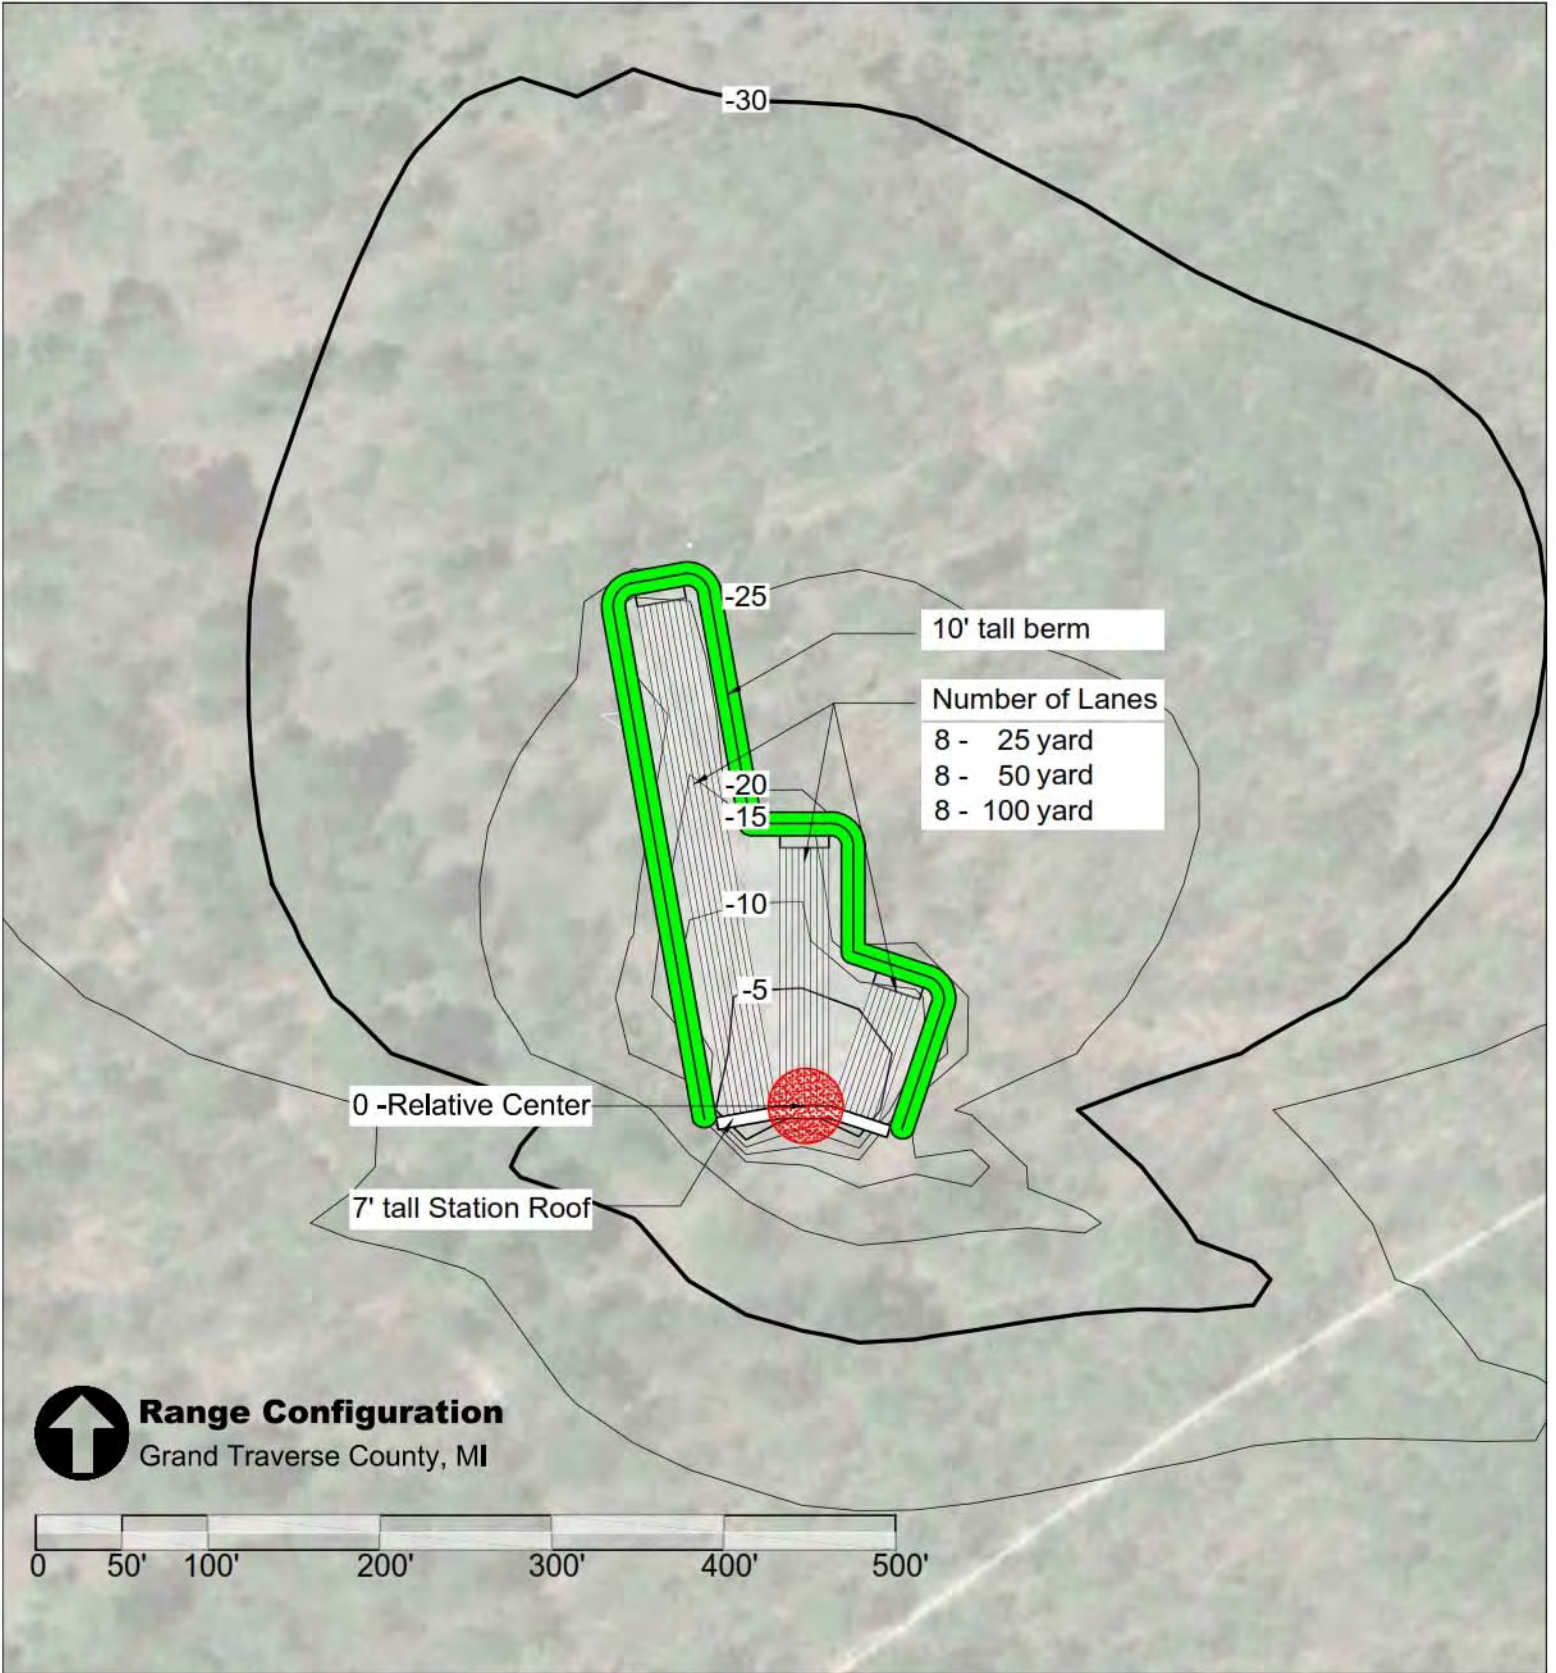 -30
-25
10' tall berm
Number of Lanes
8 - 25 yard
8 - 50 yard
8 - 100 yard
-20
-15
-10
-5
0 -Relative Center
7' tall Station Roof
Range Configuration
Grand Traverse County, MI
0 50' 100' 200' 300' 400' 500'